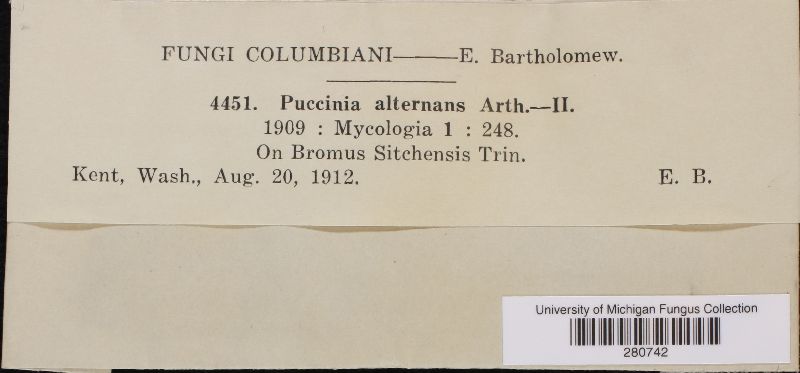 FUNGI COLUMBIANI——E. Bartholomew.
4451. Puccinia alternans Arth.—II.
1909 : Mycologia 1 : 248.
On Bromus Sitchensis Trin.
Kent, Wash., Aug. 20, 1912. E. B.
University of Michigan Fungus Collection
280742